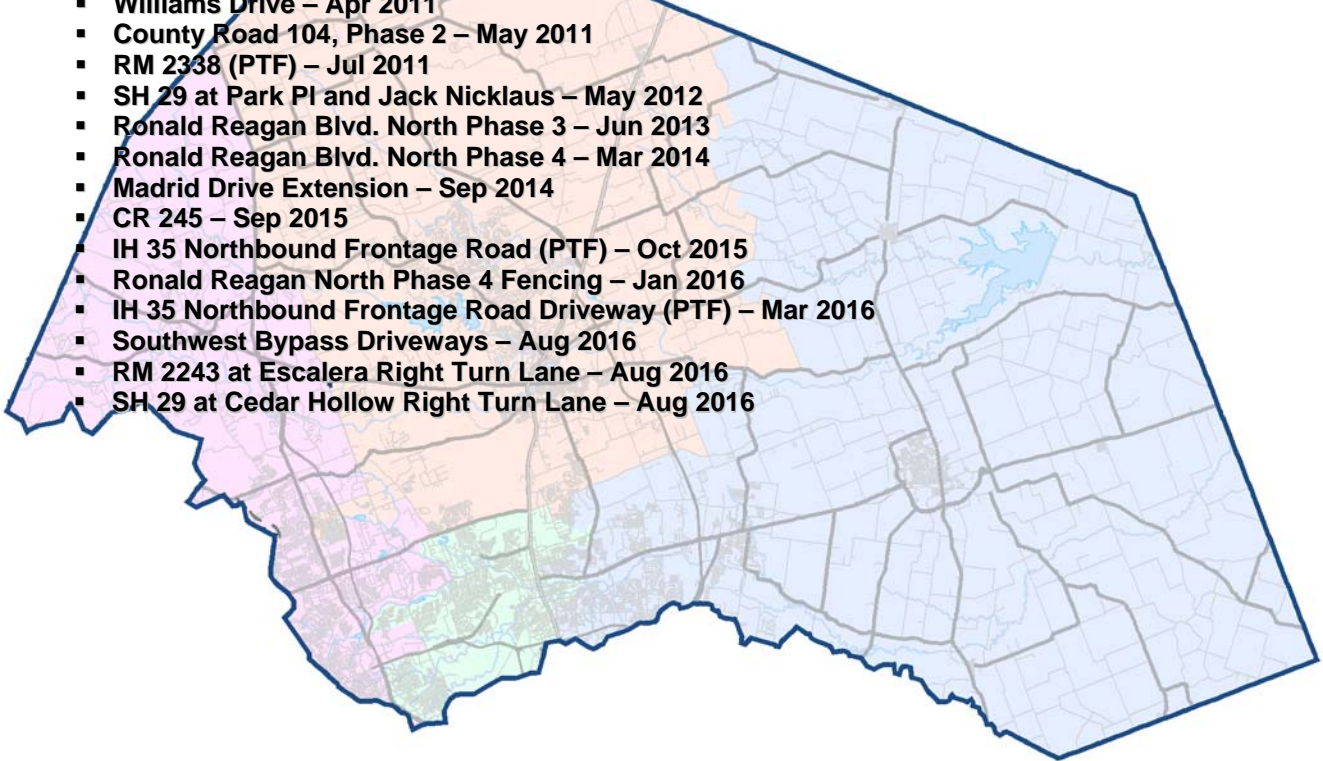 ▪ Williams Drive – Apr 2011
▪ County Road 104, Phase 2 – May 2011
▪ RM 2338 (PTF) – Jul 2011
▪ SH 29 at Park Pl and Jack Nicklaus – May 2012
▪ Ronald Reagan Blvd. North Phase 3 – Jun 2013
▪ Ronald Reagan Blvd. North Phase 4 – Mar 2014
▪ Madrid Drive Extension – Sep 2014
▪ CR 245 – Sep 2015
▪ IH 35 Northbound Frontage Road (PTF) – Oct 2015
▪ Ronald Reagan North Phase 4 Fencing – Jan 2016
▪ IH 35 Northbound Frontage Road Driveway (PTF) – Mar 2016
▪ Southwest Bypass Driveways – Aug 2016
▪ RM 2243 at Escalera Right Turn Lane – Aug 2016
▪ SH 29 at Cedar Hollow Right Turn Lane – Aug 2016